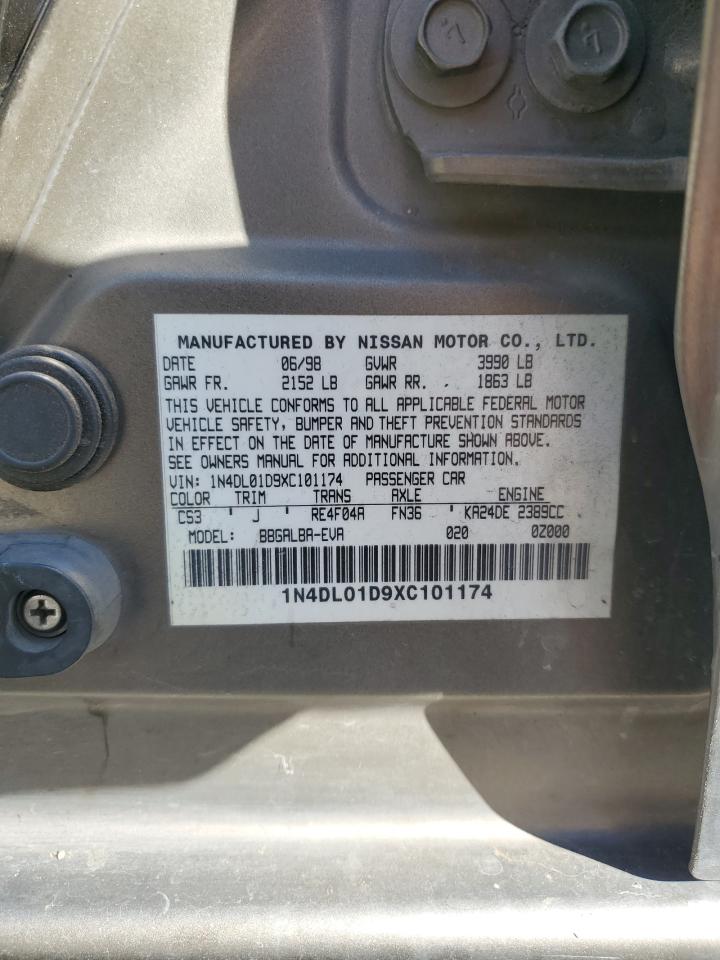 MANUFACTURED BY NISSAN MOTOR CO., LTD.
DATE 06/98 GVWR 3990 LB
GAWR FR. 2152 LB GAWR RR. 1863 LB
THIS VEHICLE CONFORMS TO ALL APPLICABLE FEDERAL MOTOR
VEHICLE SAFETY, BUMPER AND THEFT PREVENTION STANDARDS
IN EFFECT ON THE DATE OF MANUFACTURE SHOWN ABOVE.
SEE OWNERS MANUAL FOR ADDITIONAL INFORMATION.
VIN: 1N4DL01D9XC101174 PASSENGER CAR
COLOR TRIM TRANS AXLE ENGINE
CS3 J RE4F04A FN36 KA24DE 2389CC
MODEL: BBGALBA-EVA 020 0Z000
1N4DL01D9XC101174